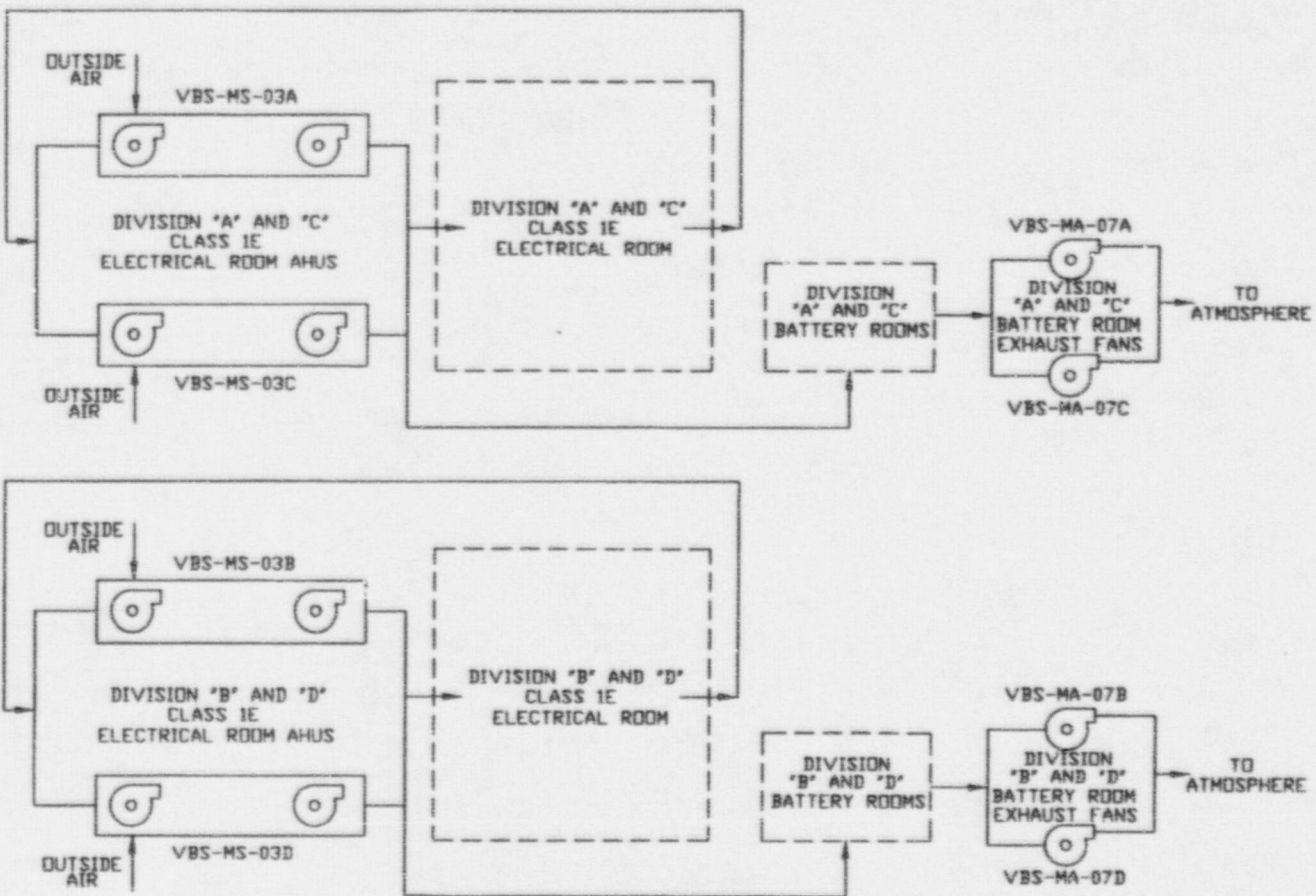 OUTSIDE
AIR
VBS-MS-03A
DIVISION "A" AND "C"
CLASS 1E
ELECTRICAL ROOM AHUS
VBS-MS-03C
OUTSIDE
AIR
DIVISION "A" AND "C"
CLASS 1E
ELECTRICAL ROOM
DIVISION
"A" AND "C"
BATTERY ROOMS
VBS-MA-07A
DIVISION
"A" AND "C"
BATTERY ROOM
EXHAUST FANS
VBS-MA-07C
TO
ATMOSPHERE
OUTSIDE
AIR
VBS-MS-03B
DIVISION "B" AND "D"
CLASS 1E
ELECTRICAL ROOM AHUS
VBS-MS-03D
OUTSIDE
AIR
DIVISION "B" AND "D"
CLASS 1E
ELECTRICAL ROOM
DIVISION
"B" AND "D"
BATTERY ROOMS
VBS-MA-07B
DIVISION
"B" AND "D"
BATTERY ROOM
EXHAUST FANS
VBS-MA-07D
TO
ATMOSPHERE